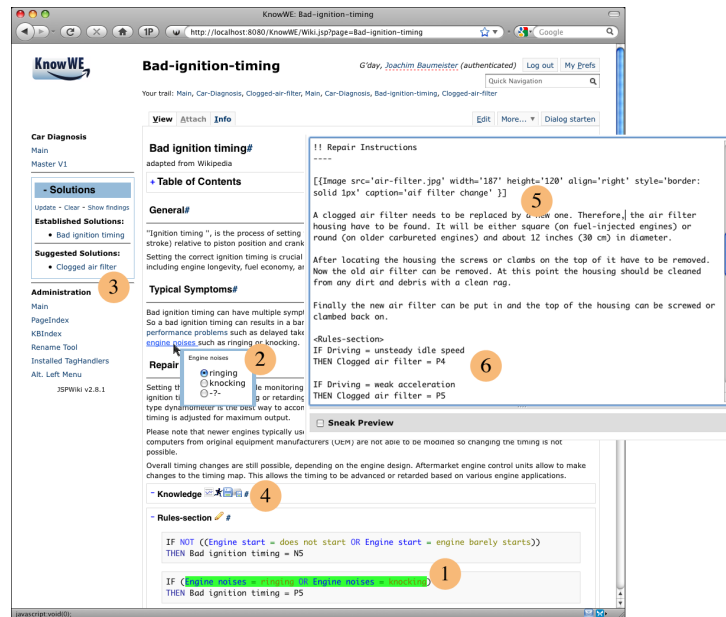 KnowWE: Bad-ignition-timing
http://localhost:8080/KnowWE/Wiki.jsp?page=Bad-ignition-timing
Google
KnowWE
Bad-ignition-timing
G'day, Joachim Baumeister (authenticated) Log out My Prefs
Quick Navigation
Your trail: Main, Car-Diagnosis, Clogged-air-filter, Main, Car-Diagnosis, Bad-ignition-timing, Clogged-air-filter
View Attach Info
Edit More... Dialog starten
Car Diagnosis
Main
Master V1
- Solutions
Update - Clear - Show findings
Established Solutions:
• Bad ignition timing
Suggested Solutions:
• Clogged air filter
3
Administration
Main
PageIndex
KBIndex
Rename Tool
Installed TagHandlers
Alt. Left Menu
JSPWiki v2.8.1
Bad ignition timing#
adapted from Wikipedia
+ Table of Contents
General#
"Ignition timing ", is the process of setting
stroke) relative to piston position and crank
Setting the correct ignition timing is crucial
including engine longevity, fuel economy, a
Typical Symptoms#
Bad ignition timing can have multiple sympt
So a bad ignition timing can results in a bar
performance problems such as delayed take
engine noises such as ringing or knocking.
Engine noises
ringing
knocking
-?-
2
Repair
Setting th le monitoring
ignition ti g or retarding
type dynamometer is the best way to accom
timing is adjusted for maximum output.
Please note that newer engines typically us
computers from original equipment manufacturers (OEM) are not able to be modified so changing the timing is not
possible.
Overall timing changes are still possible, depending on the engine design. Aftermarket engine control units allow to make
changes to the timing map. This allows the timing to be advanced or retarded based on various engine applications.
- Knowledge #
4
- Rules-section #
IF NOT ((Engine start = does not start OR Engine start = engine barely starts))
THEN Bad ignition timing = N5
IF (Engine noises = ringing OR Engine noises = knocking)
THEN Bad ignition timing = P5
1
!! Repair Instructions
----
[{Image src='air-filter.jpg' width='187' height='120' align='right' style='border:
solid 1px' caption='aif filter change' }]
5
A clogged air filter needs to be replaced by a new one. Therefore, the air filter
housing have to be found. It will be either square (on fuel-injected engines) or
round (on older carbureted engines) and about 12 inches (30 cm) in diameter.
After locating the housing the screws or clambs on the top of it have to be removed.
Now the old air filter can be removed. At this point the housing should be cleaned
from any dirt and debris with a clean rag.
Finally the new air filter can be put in and the top of the housing can be screwed or
clambed back on.
<Rules-section>
IF Driving = unsteady idle speed
THEN Clogged air filter = P4
6
IF Driving = weak acceleration
THEN Clogged air filter = P5
Sneak Preview
javascript:void(0);